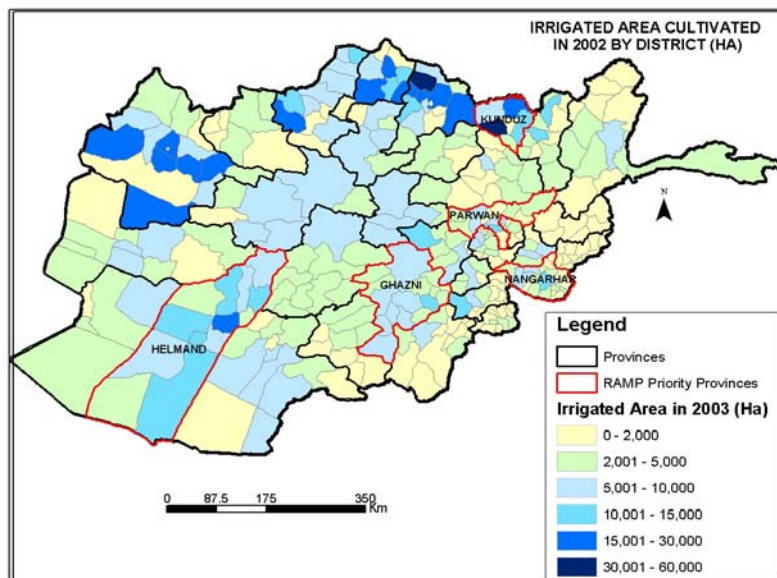 IRRIGATED AREA CULTIVATED
IN 2002 BY DISTRICT (HA)
KUNDUZ
N
PARWAN
NANGARHAR
GHAZNI
HELMAND
Legend
Provinces
RAMP Priority Provinces
Irrigated Area in 2003 (Ha)
0 - 2,000
2,001 - 5,000
5,001 - 10,000
10,001 - 15,000
15,001 - 30,000
30,001 - 60,000
0 87.5 175 350
Km